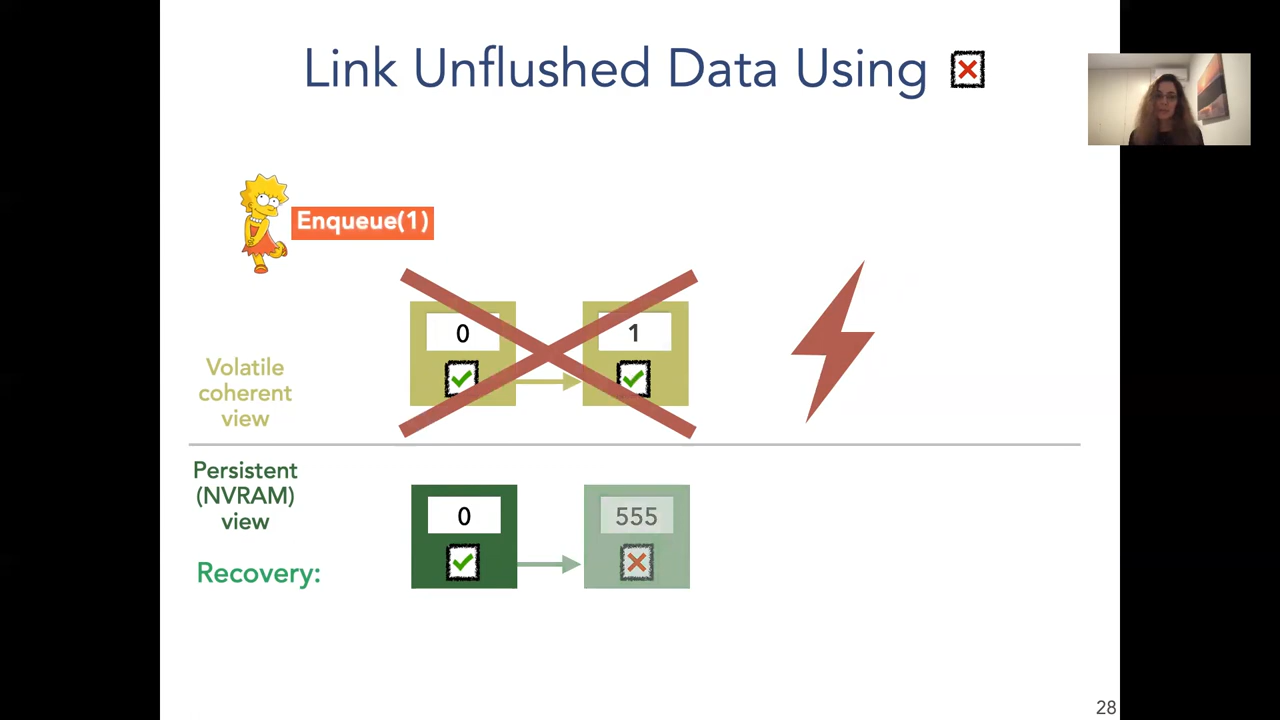 Link Unflushed Data Using
Enqueue(1)
0
1
Volatile
coherent
view
Persistent
(NVRAM)
view
0
555
Recovery:
28